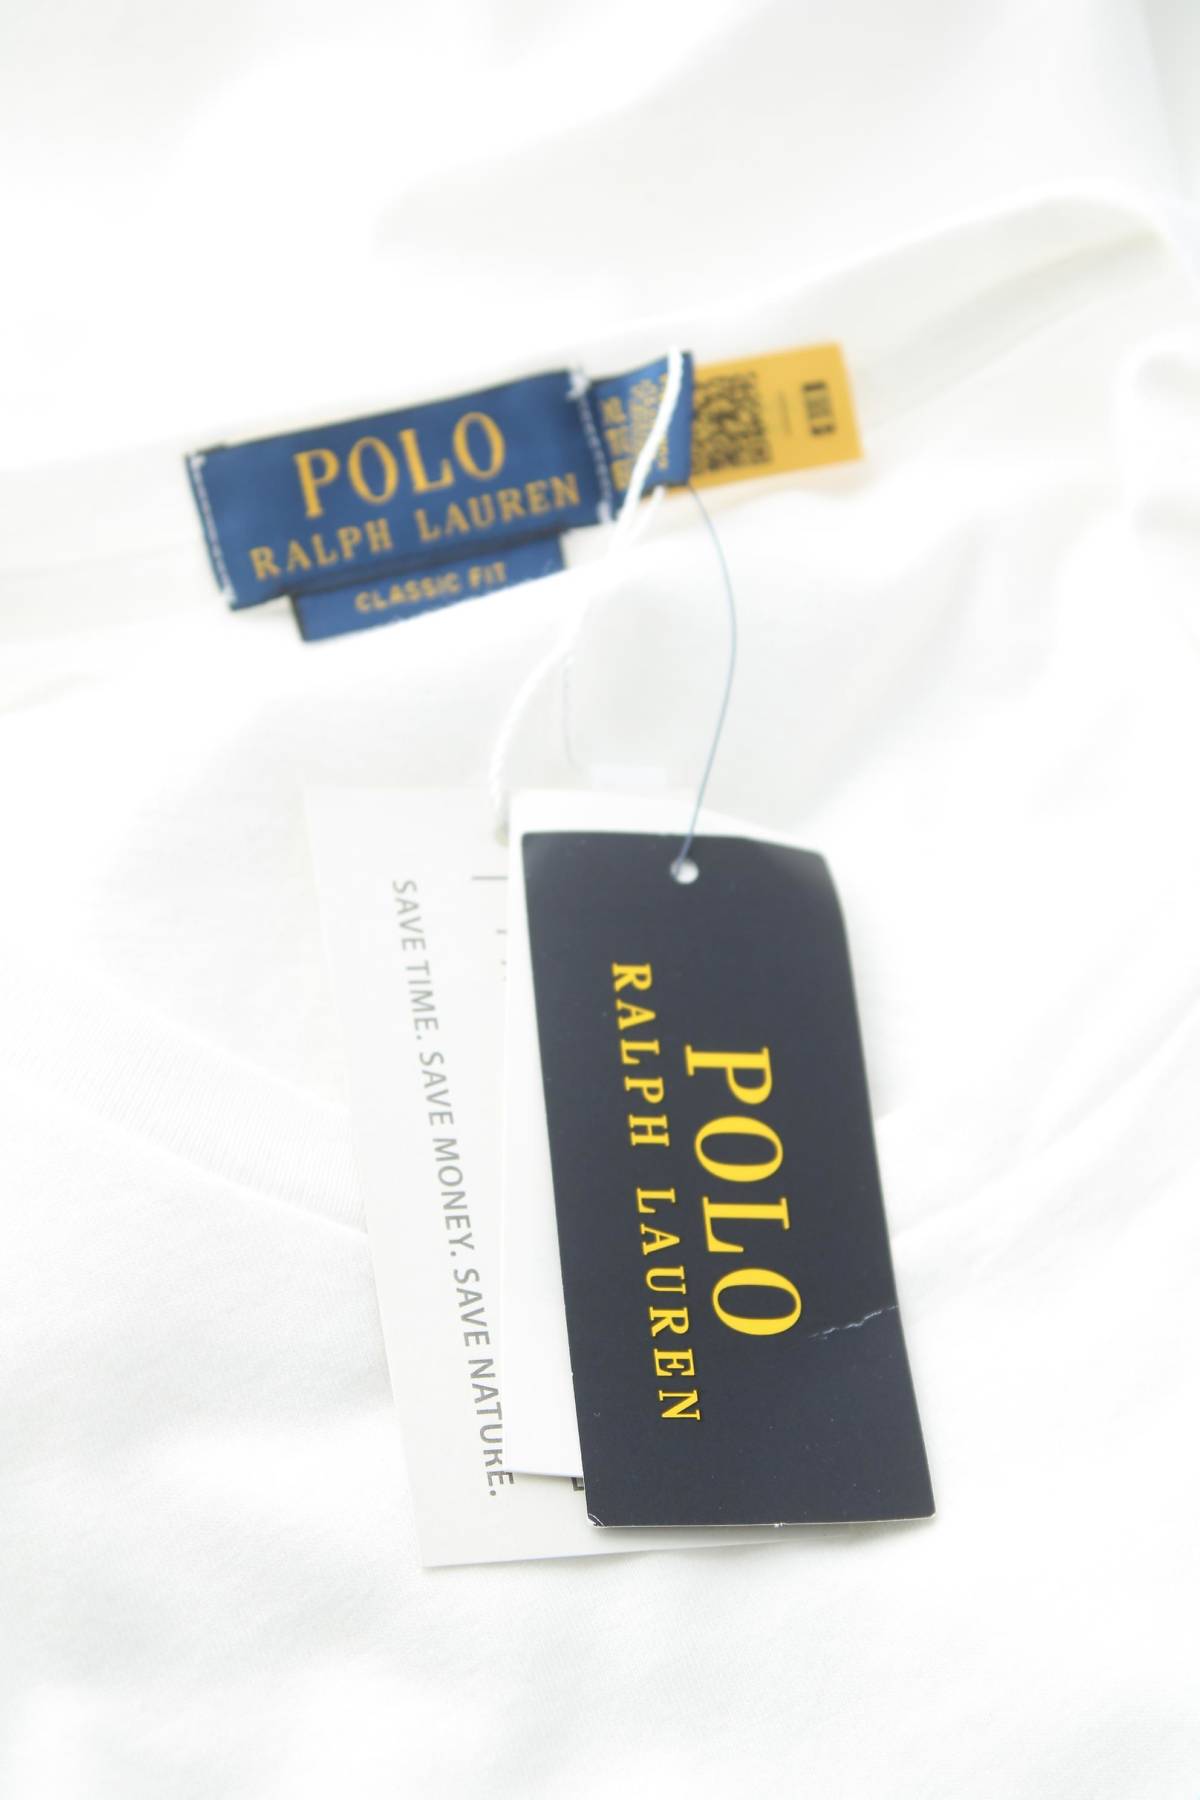 POLO
RALPH LAUREN
CLASSIC FIT
SAVE TIME. SAVE MONEY. SAVE NATURE.
POLO
RALPH LAUREN